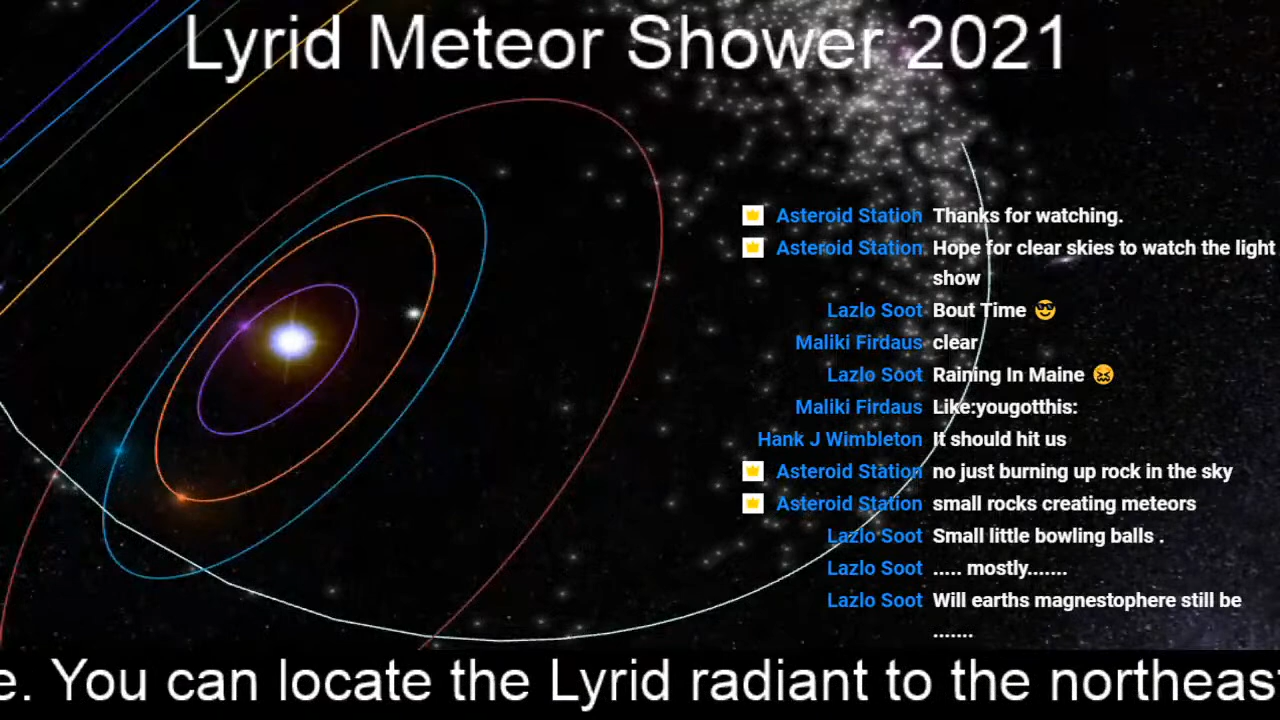 Lyrid Meteor Shower 2021
Asteroid Station Thanks for watching.
Asteroid Station Hope for clear skies to watch the light
show
Lazlo Soot Bout Time 😎
Maliki Firdaus clear
Lazlo Soot Raining In Maine 😖
Maliki Firdaus Like:yougotthis:
Hank J Wimbleton It should hit us
Asteroid Station no just burning up rock in the sky
Asteroid Station small rocks creating meteors
Lazlo Soot Small little bowling balls .
Lazlo Soot ..... mostly.......
Lazlo Soot Will earths magnestophere still be
.......
e. You can locate the Lyrid radiant to the northeast